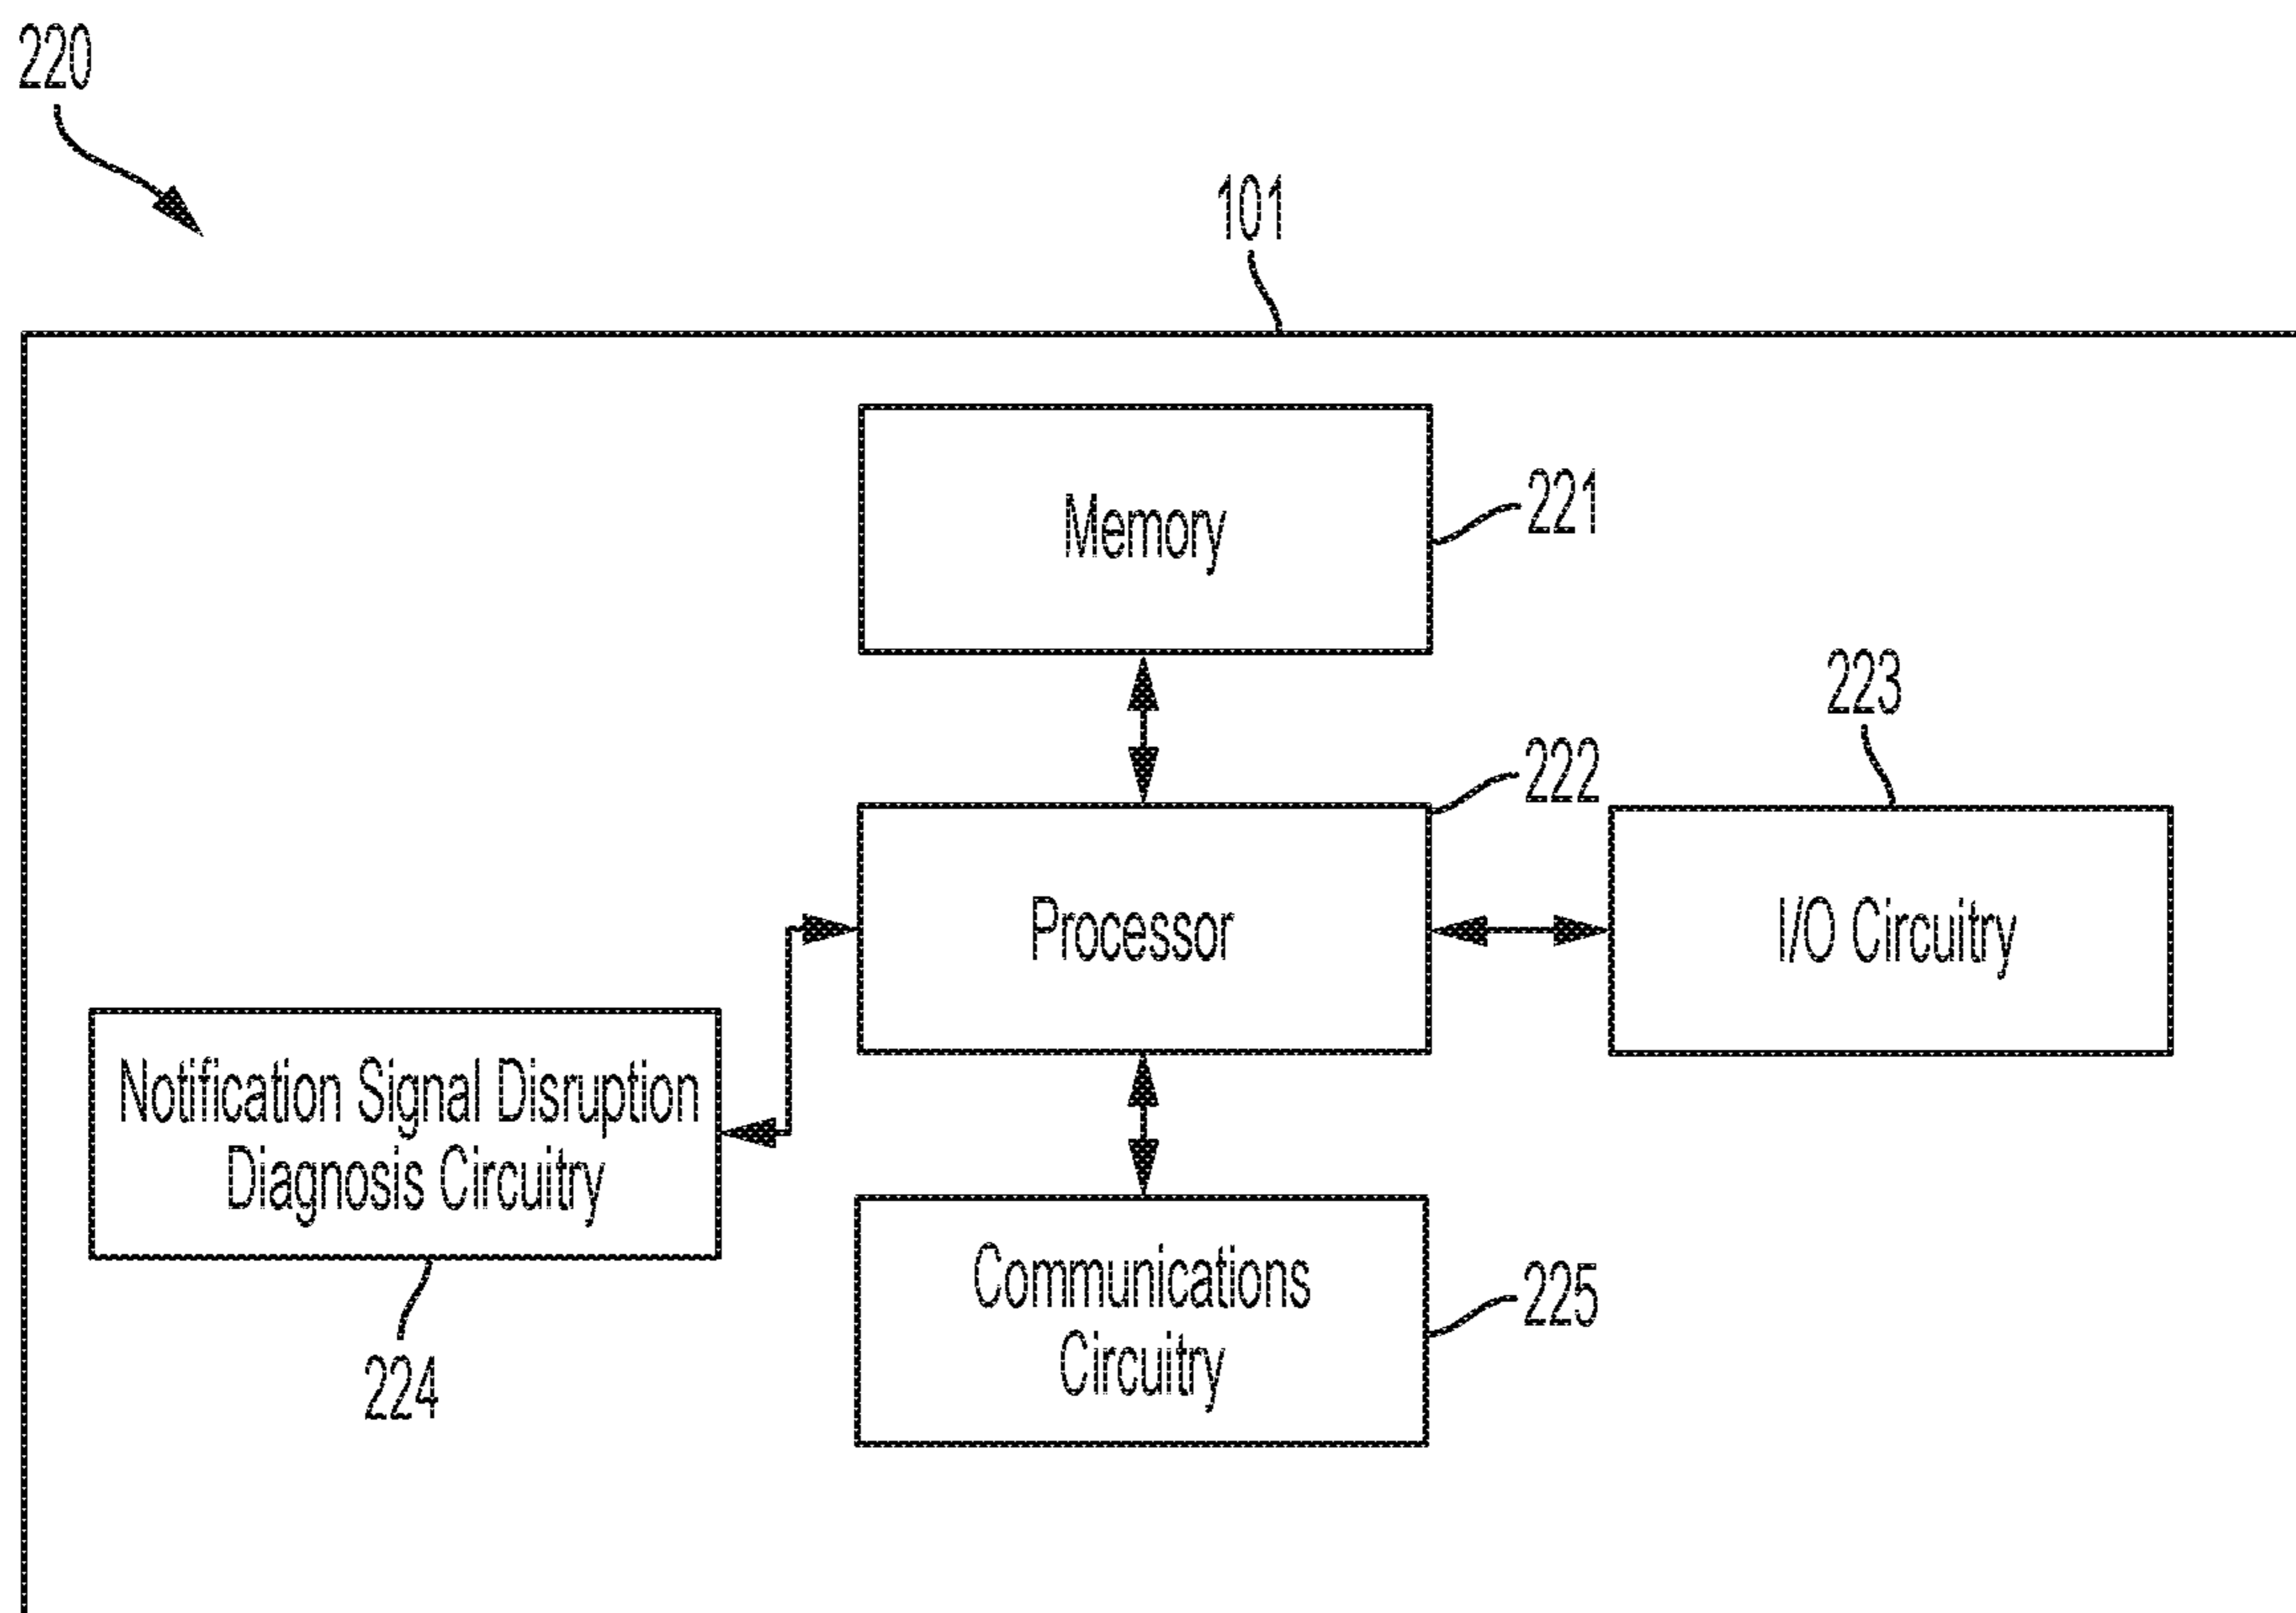 220
101
Memory
221
223
222
Processor
I/O Circuitry
Notification Signal Disruption
Diagnosis Circuitry
Communications
Circuitry
225
224